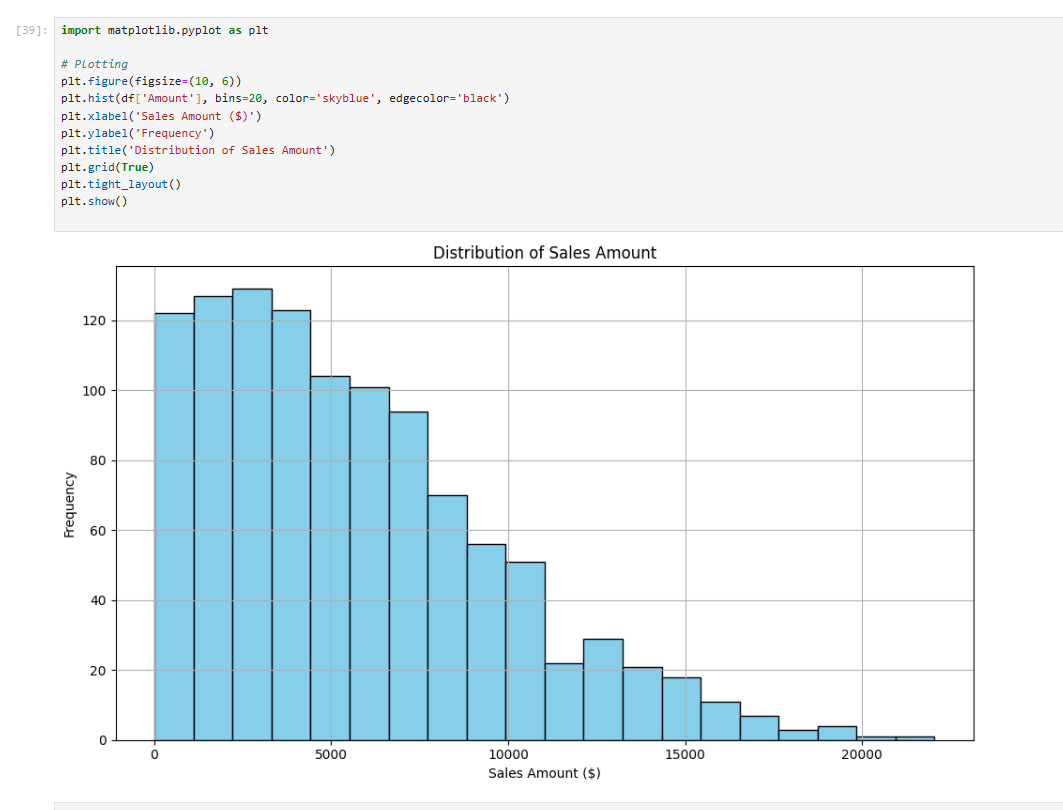 [39]:
import matplotlib.pyplot as plt
# Plotting
plt.figure(figsize=(10, 6))
plt.hist(df['Amount'], bins=20, color='skyblue', edgecolor='black')
plt.xlabel('Sales Amount ($)')
plt.ylabel('Frequency')
plt.title('Distribution of Sales Amount')
plt.grid(True)
plt.tight_layout()
plt.show()
Distribution of Sales Amount
Frequency
120
100
80
60
40
20
0
0 5000 10000 15000 20000
Sales Amount ($)